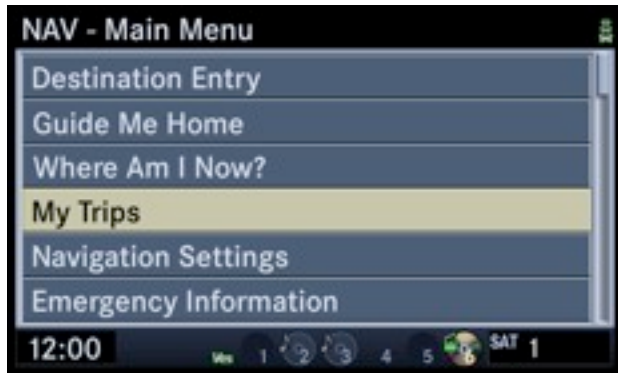 NAV - Main Menu
Destination Entry
Guide Me Home
Where Am I Now?
My Trips
Navigation Settings
Emergency Information
12:00 Ves 1 2 3 4 5 6 SAT 1